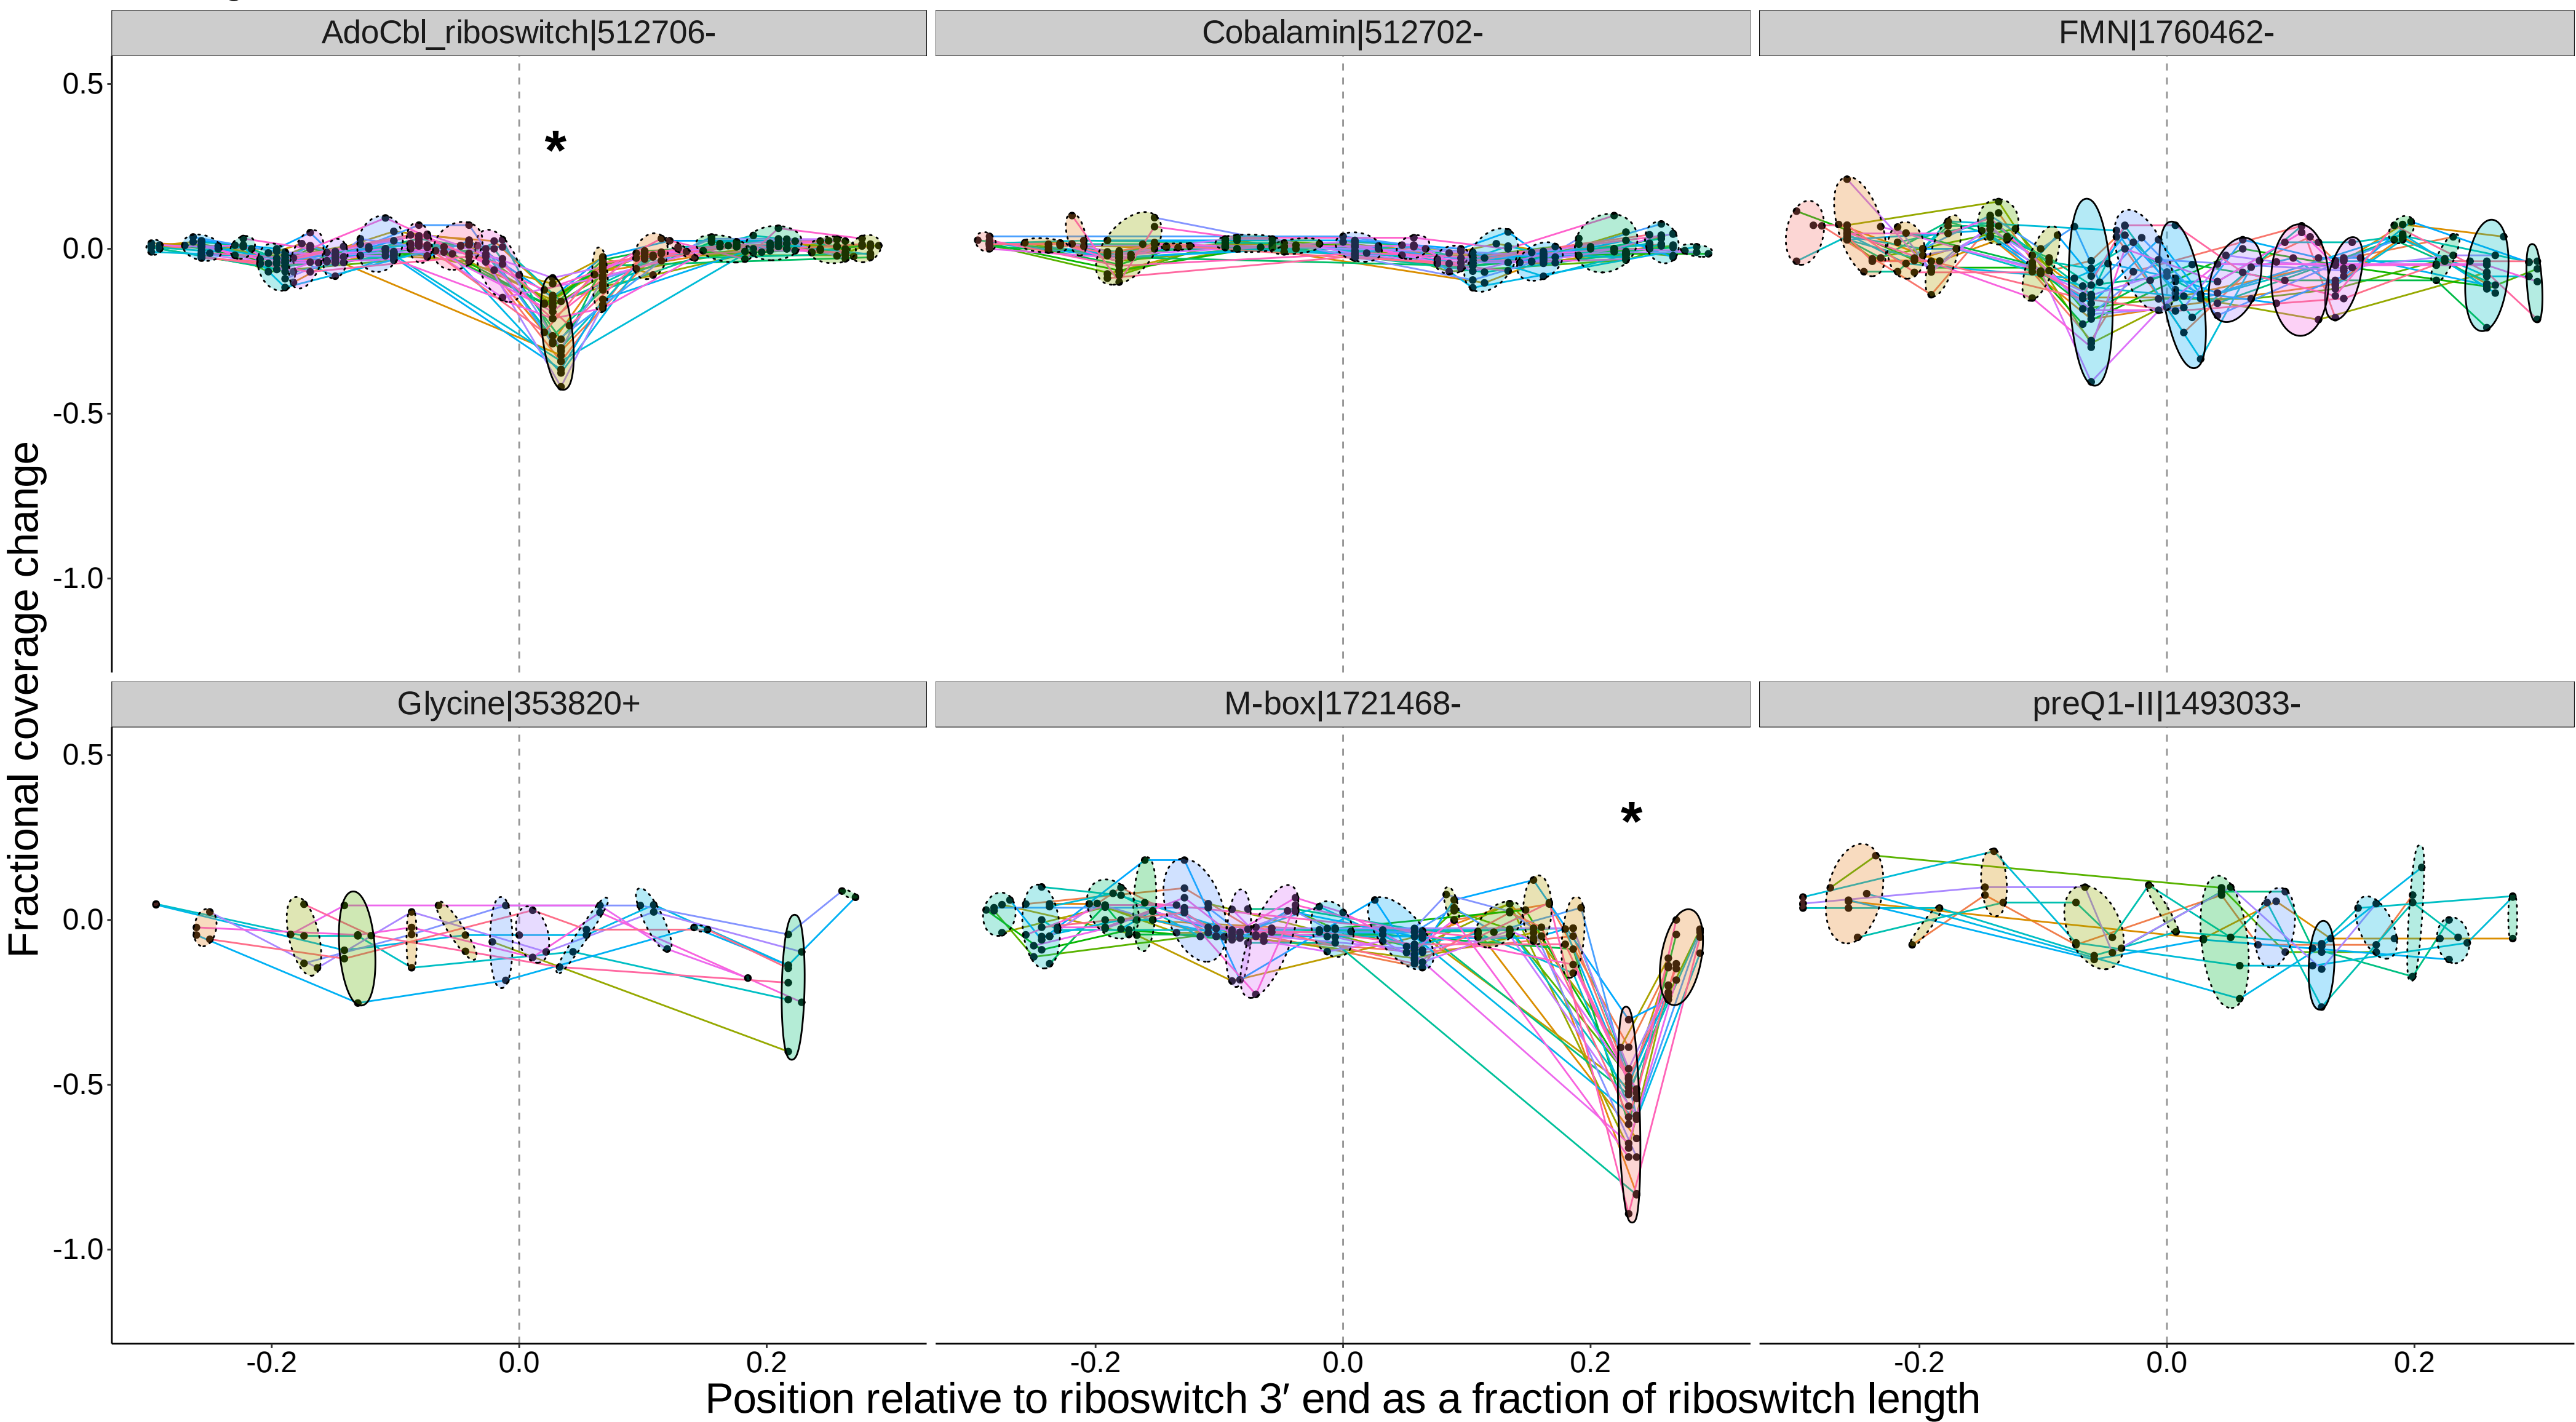 AdoCbl_riboswitch|512706-
Cobalamin|512702-
FMN|1760462-
0.5
0.0
-0.5
-1.0
*
Glycine|353820+
M-box|1721468-
preQ1-II|1493033-
0.5
0.0
-0.5
-1.0
*
-0.2 0.0 0.2
-0.2 0.0 0.2
-0.2 0.0 0.2
Position relative to riboswitch 3′ end as a fraction of riboswitch length
Fractional coverage change